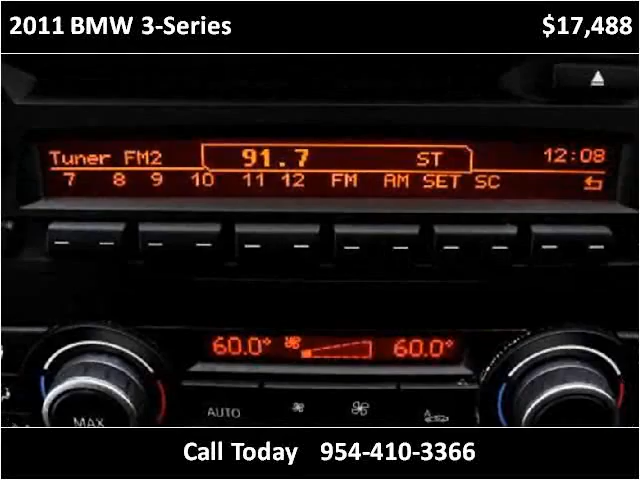 2011 BMW 3-Series $17,488
Tuner FM2 91.7 ST 12:08
7 8 9 10 11 12 FM AM SET SC
60.0° 60.0°
MAX AUTO
Call Today 954-410-3366